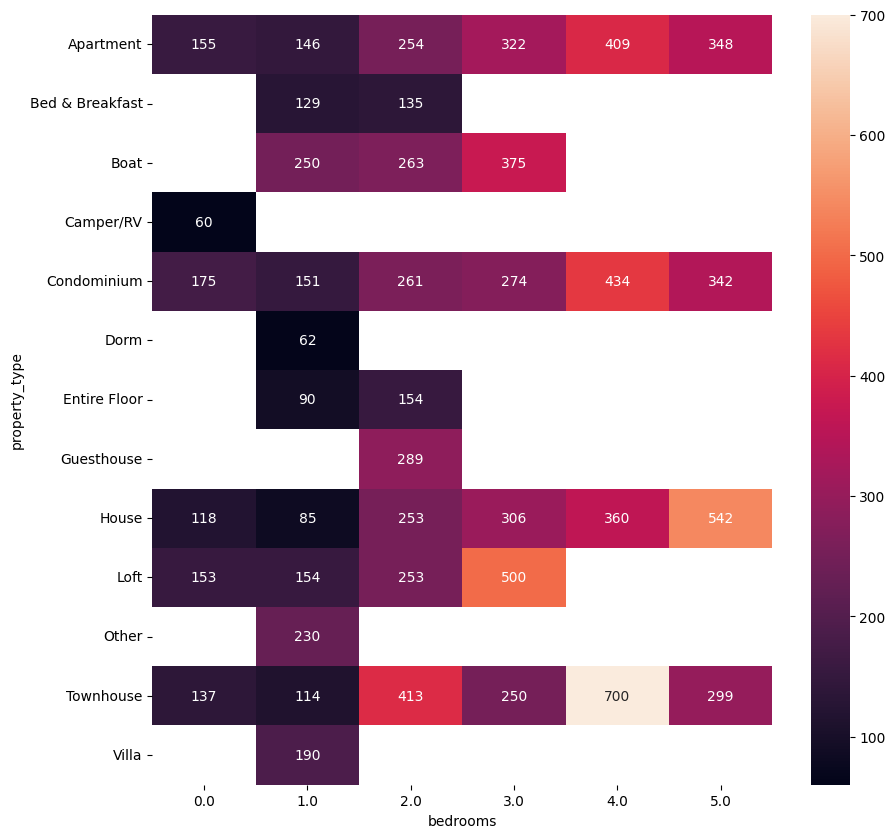 Apartment 155 146 254 322 409 348
Bed & Breakfast 129 135
Boat 250 263 375
Camper/RV 60
Condominium 175 151 261 274 434 342
Dorm 62
Entire Floor 90 154
Guesthouse 289
House 118 85 253 306 360 542
Loft 153 154 253 500
Other 230
Townhouse 137 114 413 250 700 299
Villa 190
0.0 1.0 2.0 3.0 4.0 5.0
bedrooms
property_type
700
600
500
400
300
200
100